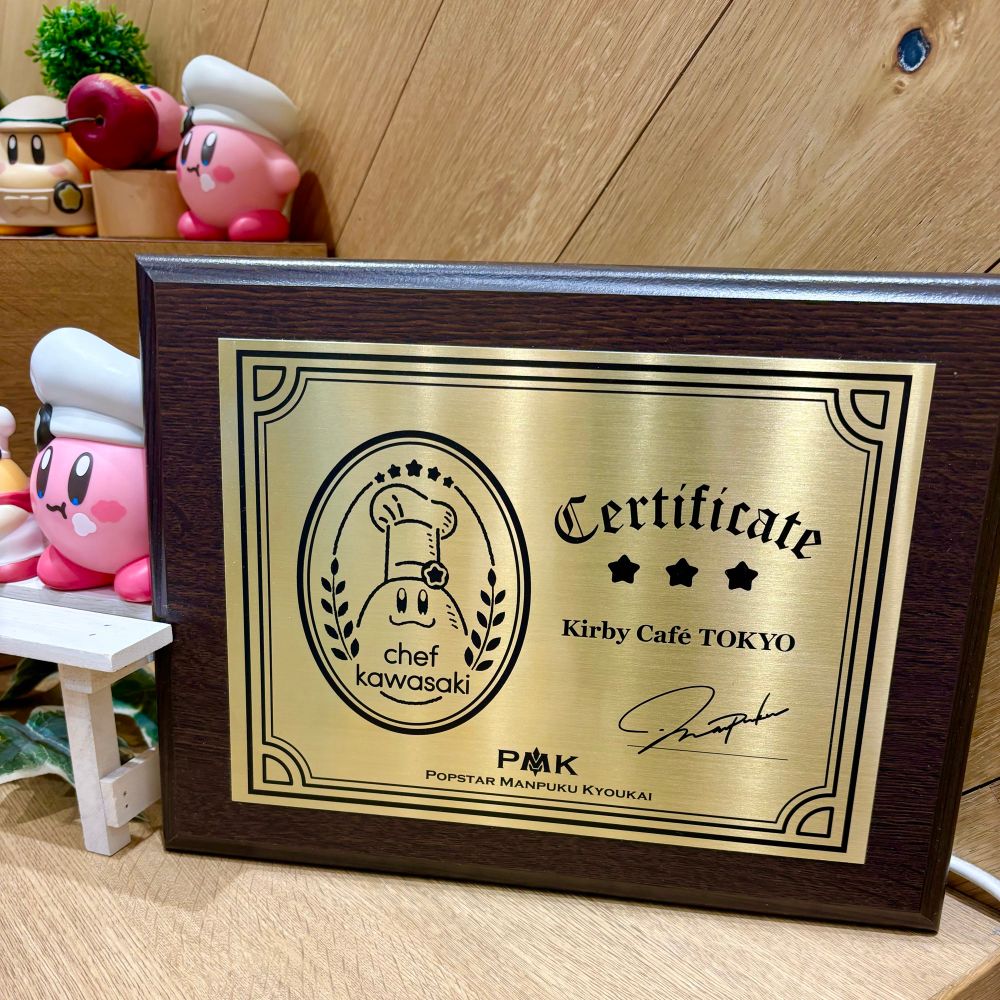 chef
kawasaki
Certificate
Kirby Café TOKYO
PMK
POPSTAR MANPUKU KYOUKAI